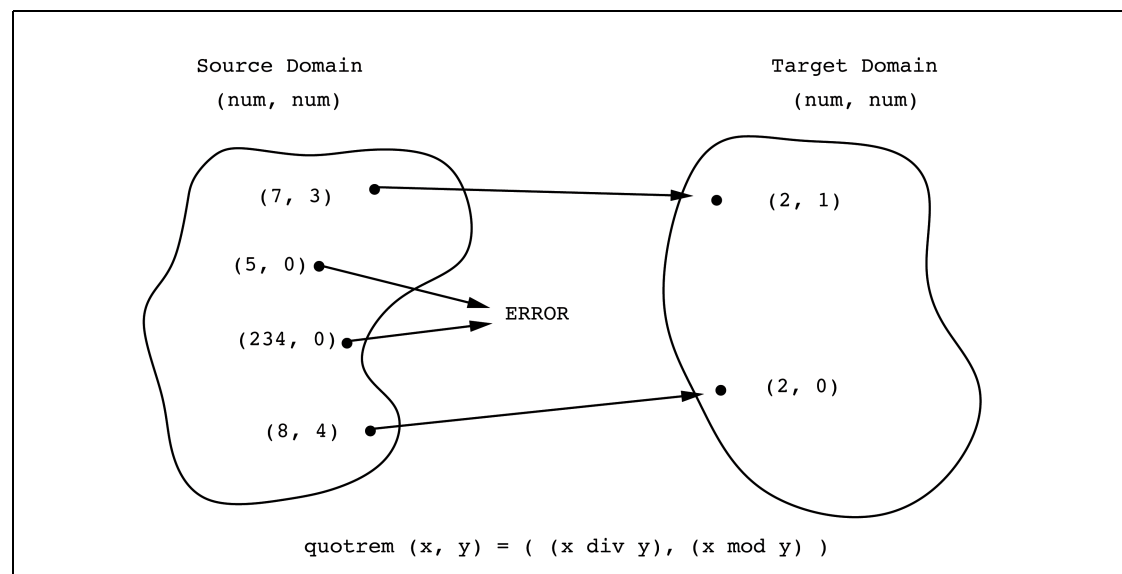 Source Domain
(num, num)
Target Domain
(num, num)
(7, 3)
(2, 1)
(5, 0)
ERROR
(234, 0)
(2, 0)
(8, 4)
quotrem (x, y) = ( (x div y), (x mod y) )